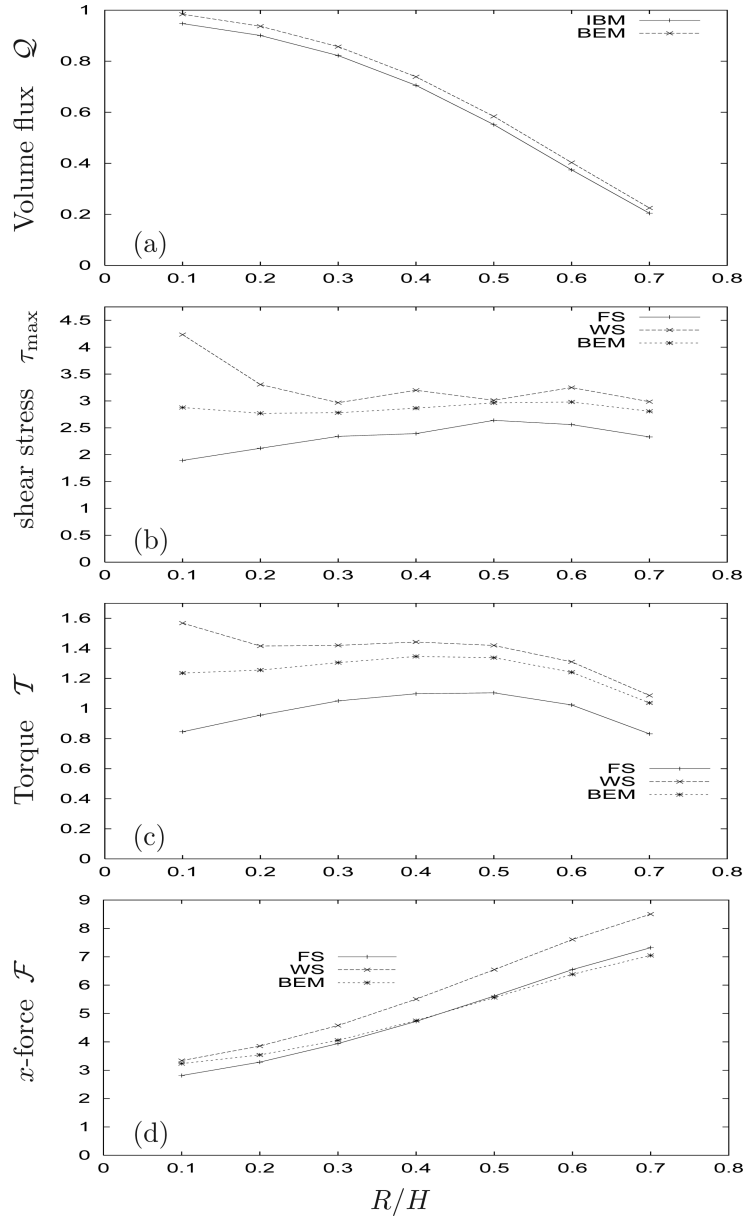 Volume flux Q
1
0.8
0.6
0.4
0.2
0
IBM
BEM
(a)
0 0.1 0.2 0.3 0.4 0.5 0.6 0.7 0.8
shear stress τmax
4.5
4
3.5
3
2.5
2
1.5
1
0.5
0
FS
WS
BEM
(b)
0 0.1 0.2 0.3 0.4 0.5 0.6 0.7 0.8
Torque T
1.6
1.4
1.2
1
0.8
0.6
0.4
0.2
0
FS
WS
BEM
(c)
0 0.1 0.2 0.3 0.4 0.5 0.6 0.7 0.8
x-force F
9
8
7
6
5
4
3
2
1
0
FS
WS
BEM
(d)
0 0.1 0.2 0.3 0.4 0.5 0.6 0.7 0.8
R/H